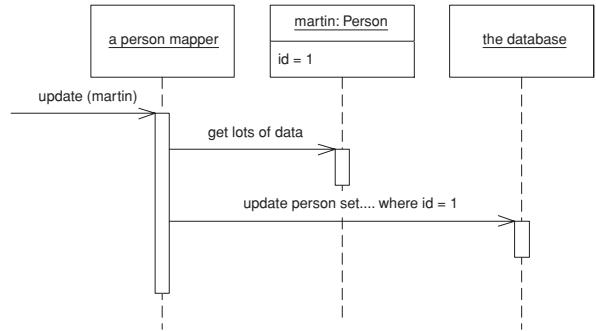 a person mapper
martin: Person
id = 1
the database
update (martin)
get lots of data
update person set.... where id = 1